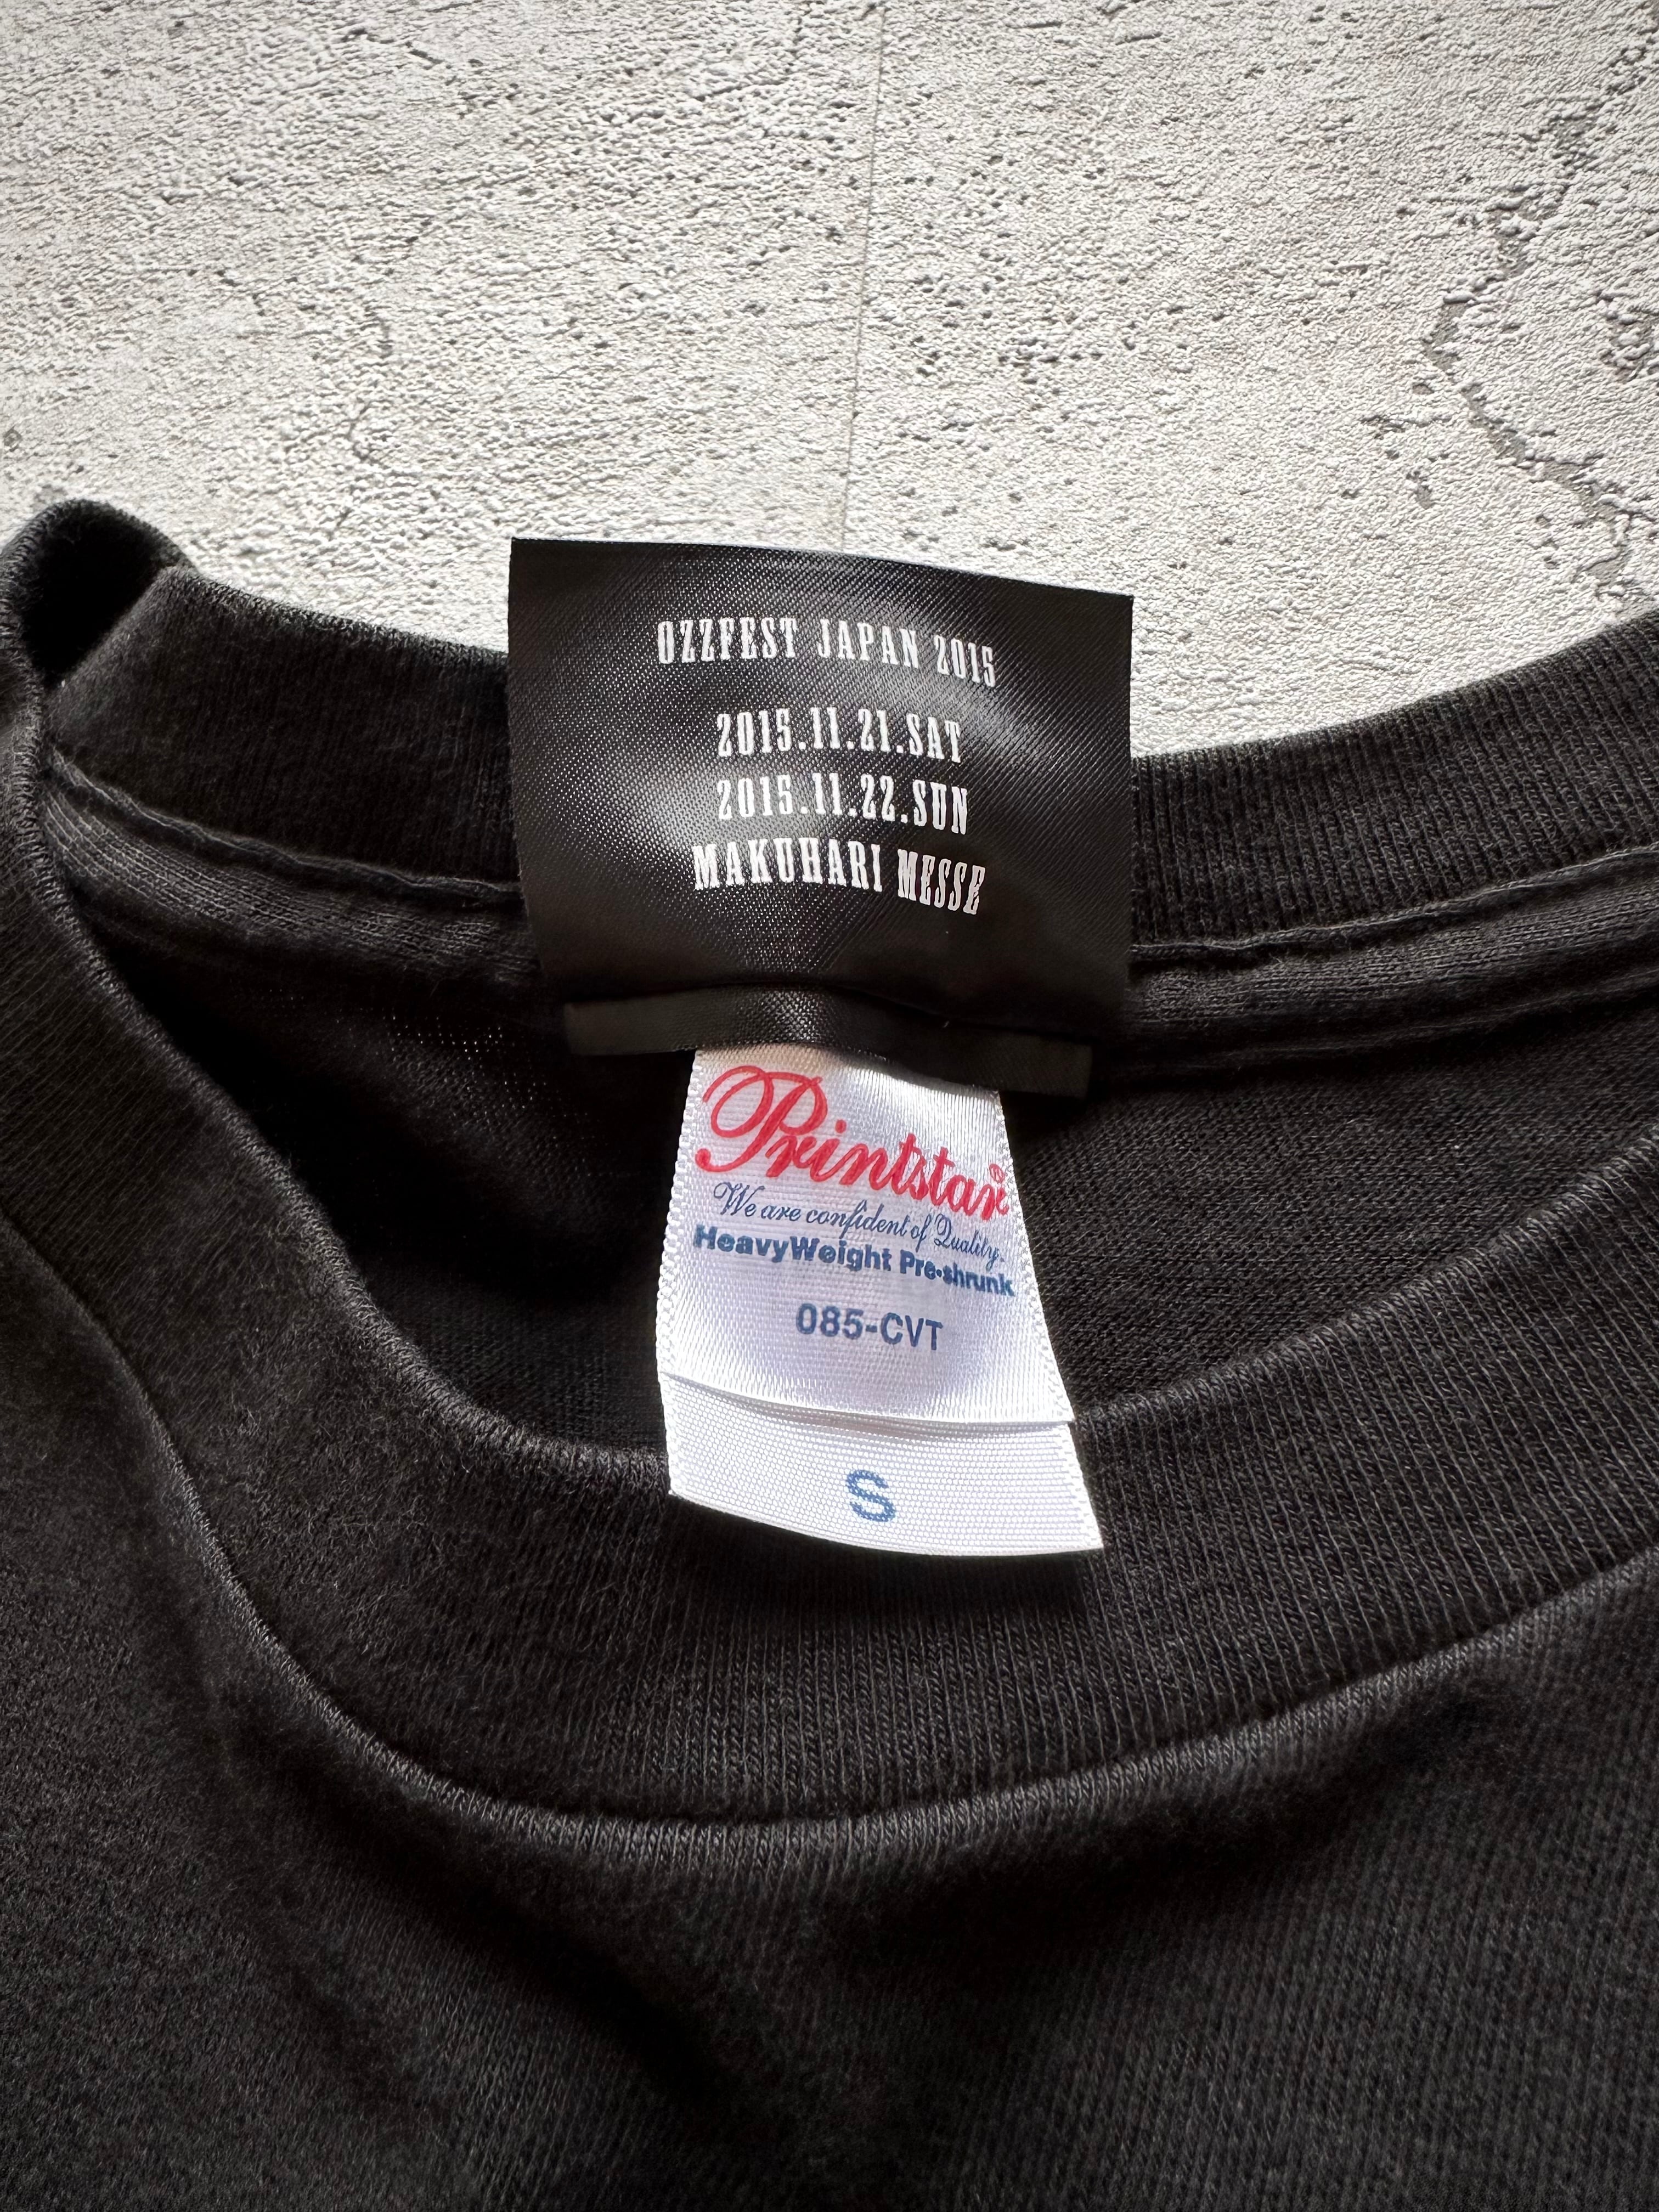 OZZFEST JAPAN 2015
2015.11.21.SAT
2015.11.22.SUN
MAKUHARI MESSE
Printstar®
We are confident of Quality.
HeavyWeight Pre-shrunk
085-CVT
S